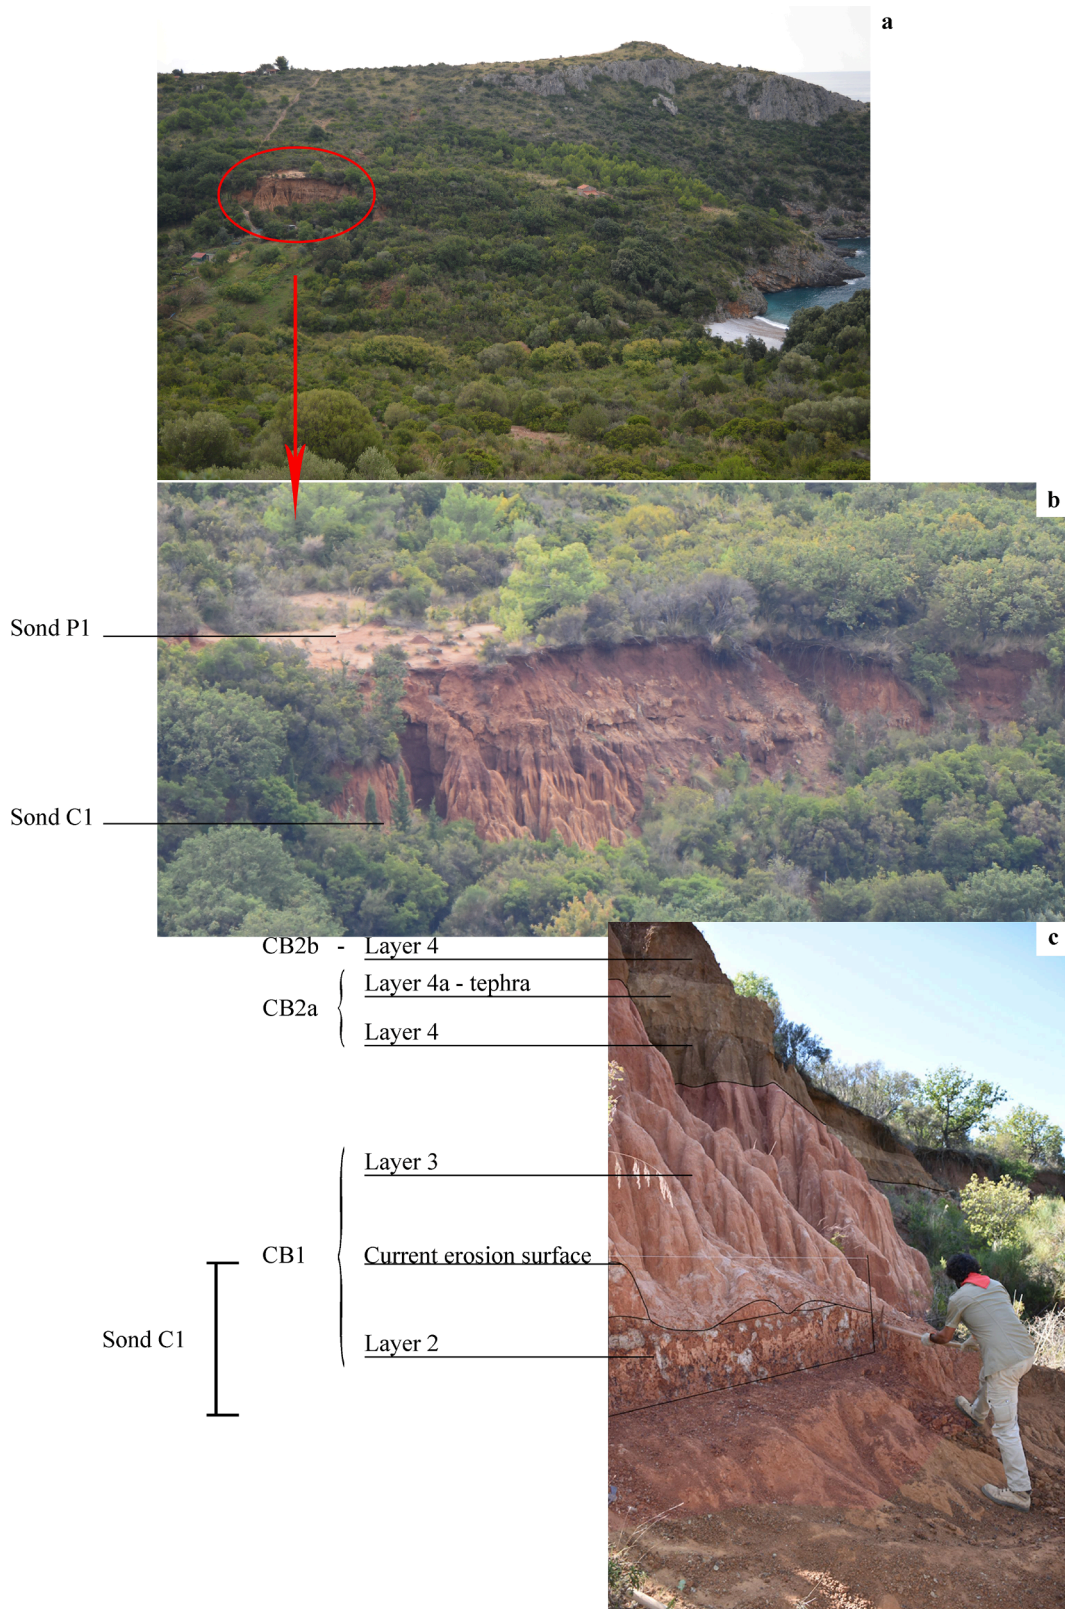 a
b
Sond P1
Sond C1
c
CB2b - Layer 4
Layer 4a - tephra
CB2a
Layer 4
Layer 3
CB1
Current erosion surface
Sond C1
Layer 2